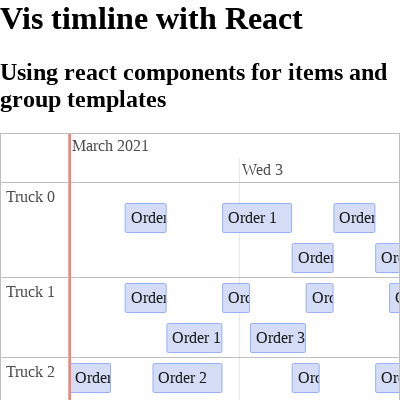 Vis timline with React
Using react components for items and
group templates
March 2021
Wed 3
Truck 0
Order
Order 1
Order
Order
Or
Truck 1
Order
Ord
Ord
Order 1
Order 3
Truck 2
Order
Order 2
Ord
Or